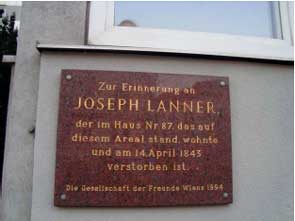 Zur Erinnerung an
JOSEPH LANNER,
der im Haus Nr 87, das auf
diesem Areal stand, wohnte
und am 14. April 1843
verstorben ist.
Die Gesellschaft der Freunde Wiens 1994